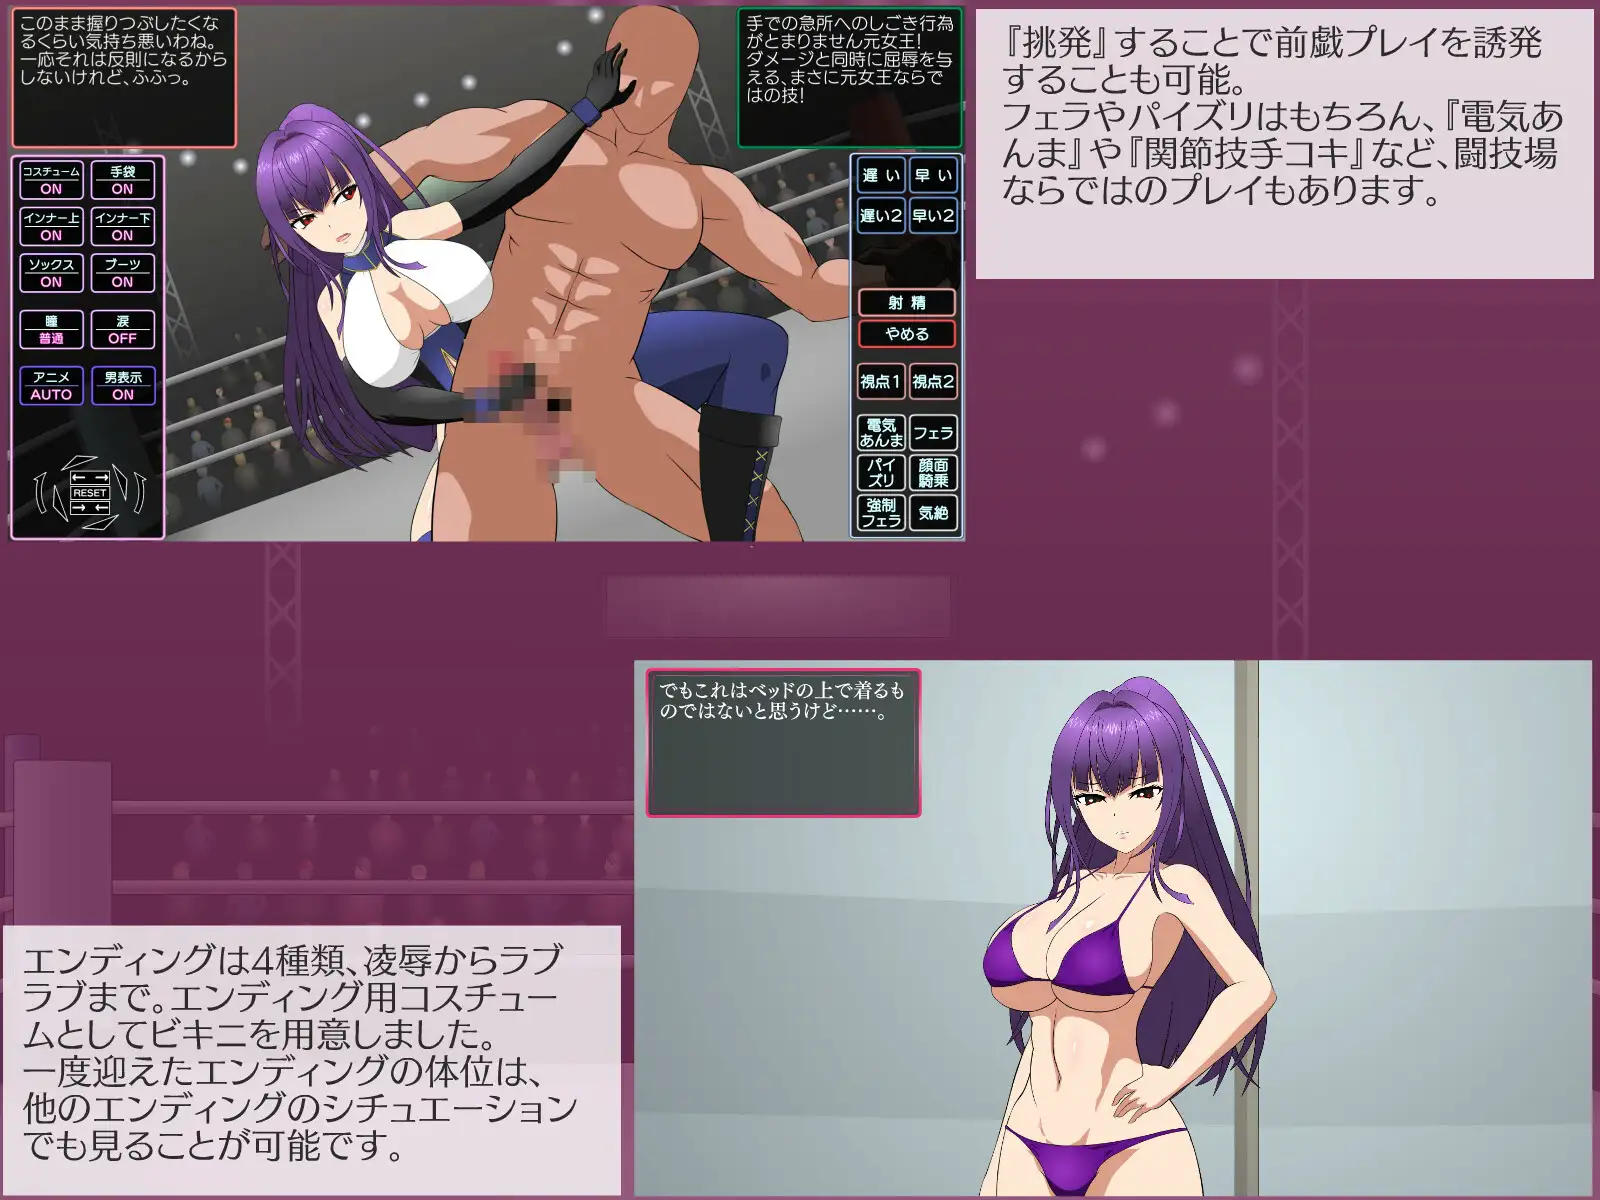 このまま握りつぶしたくな
るくらい気持ち悪いわね。
一応それは反則になるから
しないけれど、ふふっ。
手での急所へのしごき行為
がとまりません元女王!
ダメージと同時に屈辱を与
える、まさに元女王ならで
はの技!
『挑発』することで前戯プレイを誘発
することも可能。
フェラやパイズリはもちろん、『電気あ
んま』や『関節技手コキ』など、闘技場
ならではのプレイもあります。
コスチューム
ON
手袋
ON
インナー上
ON
インナー下
ON
ソックス
ON
ブーツ
ON
瞳
普通
涙
OFF
アニメ
AUTO
男表示
ON
RESET
遅い
早い
遅い2
早い2
射精
やめる
視点1
視点2
電気
あんま
フェラ
パイ
ズリ
顔面
騎乗
強制
フェラ
気絶
でもこれはベッドの上で着るも
のではないと思うけど……。
エンディングは4種類、凌辱からラブ
ラブまで。エンディング用コスチュー
ムとしてビキニを用意しました。
一度迎えたエンディングの体位は、
他のエンディングのシチュエーション
でも見ることが可能です。